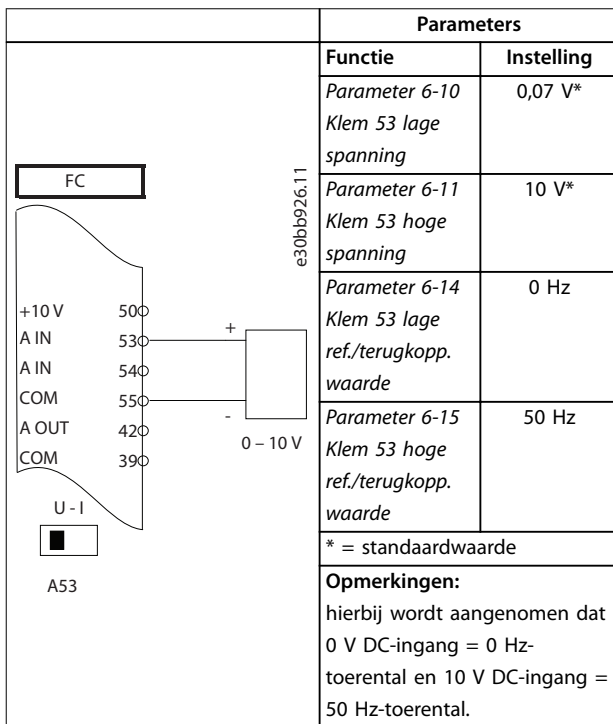 FC
e30bb926.11
+10 V 50
A IN 53
A IN 54
COM 55
A OUT 42
COM 39
+
-
0 – 10 V
U - I
A53
Parameters
Functie Instelling
Parameter 6-10 0,07 V*
Klem 53 lage
spanning
Parameter 6-11 10 V*
Klem 53 hoge
spanning
Parameter 6-14 0 Hz
Klem 53 lage
ref./terugkopp.
waarde
Parameter 6-15 50 Hz
Klem 53 hoge
ref./terugkopp.
waarde
* = standaardwaarde
Opmerkingen:
hierbij wordt aangenomen dat
0 V DC-ingang = 0 Hz-
toerental en 10 V DC-ingang =
50 Hz-toerental.